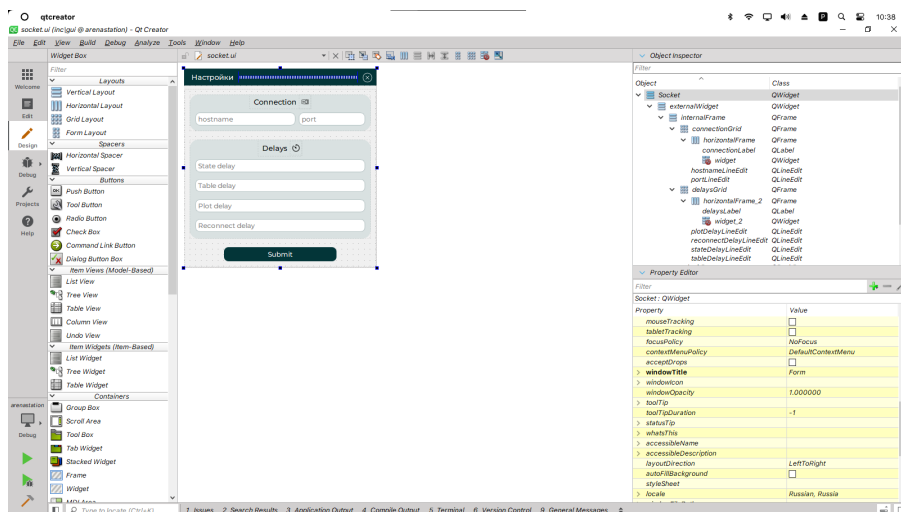 qtcreator
10:38
socket.ui (inc|gui @ arenastation) - Qt Creator
File Edit View Build Debug Analyze Tools Window Help
Widget Box
socket.ui
Object Inspector
Filter
Filter
Welcome
Edit
Design
Debug
Projects
Help
arenastation
Debug
Layouts
Vertical Layout
Horizontal Layout
Grid Layout
Form Layout
Spacers
Horizontal Spacer
Vertical Spacer
Buttons
Push Button
Tool Button
Radio Button
Check Box
Command Link Button
Dialog Button Box
Item Views (Model-Based)
List View
Tree View
Table View
Column View
Undo View
Item Widgets (Item-Based)
List Widget
Tree Widget
Table Widget
Containers
Group Box
Scroll Area
Tool Box
Tab Widget
Stacked Widget
Frame
Widget
MDI Area
Настройки
Connection
hostname port
Delays
State delay
Table delay
Plot delay
Reconnect delay
Submit
Object Class
Socket QWidget
externalWidget QWidget
internalFrame QFrame
connectionGrid QFrame
horizontalFrame QFrame
connectionLabel QLabel
widget QWidget
hostnameLineEdit QLineEdit
portLineEdit QLineEdit
delaysGrid QFrame
horizontalFrame_2 QFrame
delaysLabel QLabel
widget_2 QWidget
plotDelayLineEdit QLineEdit
reconnectDelayLineEdit QLineEdit
stateDelayLineEdit QLineEdit
tableDelayLineEdit QLineEdit
Property Editor
Filter
Socket : QWidget
Property Value
mouseTracking
tabletTracking
focusPolicy NoFocus
contextMenuPolicy DefaultContextMenu
acceptDrops
windowTitle Form
windowIcon
windowOpacity 1.000000
toolTip
toolTipDuration -1
statusTip
whatsThis
accessibleName
accessibleDescription
layoutDirection LeftToRight
autoFillBackground
styleSheet
locale Russian, Russia
Type to locate (Ctrl+K) 1 Issues 2 Search Results 3 Application Output 4 Compile Output 5 Terminal 6 Version Control 9 General Messages